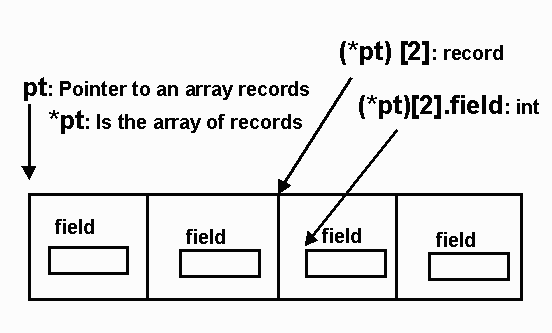 (*pt) [2]: record
pt: Pointer to an array records
(*pt)[2].field: int
*pt: Is the array of records
field
field
field
field